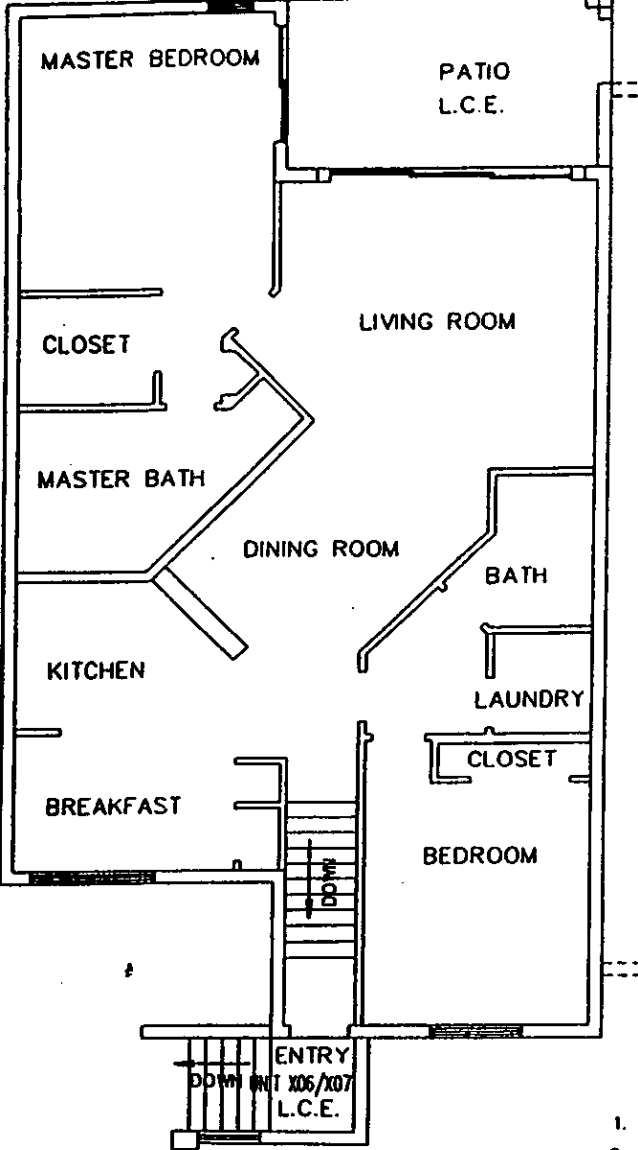 MASTER BEDROOM
PATIO
L.C.E.
LIVING ROOM
CLOSET
MASTER BATH
DINING ROOM
BATH
KITCHEN
LAUNDRY
CLOSET
BREAKFAST
BEDROOM
DOWN
ENTRY
DOWN UNIT X06/X07
L.C.E.
1.